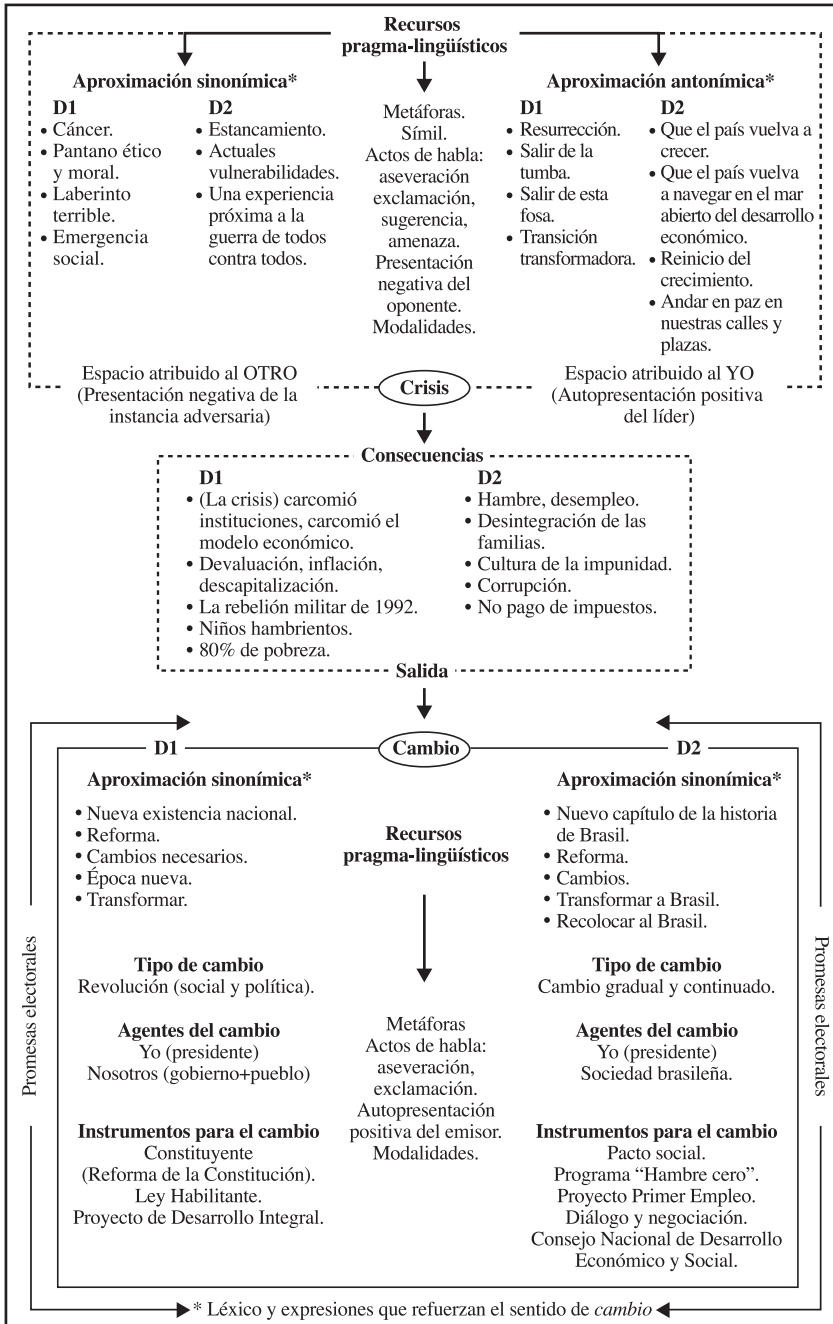 Recursos
pragma-lingüísticos
Aproximación sinonímica*
D1
• Cáncer.
• Pantano ético
y moral.
• Laberinto
terrible.
• Emergencia
social.
D2
• Estancamiento.
• Actuales
vulnerabilidades.
• Una experiencia
próxima a la
guerra de todos
contra todos.
Metáforas.
Símil.
Actos de habla:
aseveración
exclamación,
sugerencia,
amenaza.
Presentación
negativa del
oponente.
Modalidades.
Aproximación antonímica*
D1
• Resurrección.
• Salir de la
tumba.
• Salir de esta
fosa.
• Transición
transformadora.
D2
• Que el país vuelva a
crecer.
• Que el país vuelva
a navegar en el mar
abierto del desarrollo
económico.
• Reinicio del
crecimiento.
• Andar en paz en
nuestras calles y
plazas.
Espacio atribuido al OTRO
(Presentación negativa de la
instancia adversaria)
Crisis
Espacio atribuido al YO
(Autopresentación positiva
del líder)
Consecuencias
D1
• (La crisis) carcomió
instituciones, carcomió el
modelo económico.
• Devaluación, inflación,
descapitalización.
• La rebelión militar de 1992.
• Niños hambrientos.
• 80% de pobreza.
D2
• Hambre, desempleo.
• Desintegración de las
familias.
• Cultura de la impunidad.
• Corrupción.
• No pago de impuestos.
Salida
Cambio
D1
Aproximación sinonímica*
• Nueva existencia nacional.
• Reforma.
• Cambios necesarios.
• Época nueva.
• Transformar.
Tipo de cambio
Revolución (social y política).
Agentes del cambio
Yo (presidente)
Nosotros (gobierno+pueblo)
Instrumentos para el cambio
Constituyente
(Reforma de la Constitución).
Ley Habilitante.
Proyecto de Desarrollo Integral.
Recursos
pragma-lingüísticos
Metáforas
Actos de habla:
aseveración,
exclamación.
Autopresentación
positiva del emisor.
Modalidades.
D2
Aproximación sinonímica*
• Nuevo capítulo de la historia
de Brasil.
• Reforma.
• Cambios.
• Transformar a Brasil.
• Recolocar al Brasil.
Tipo de cambio
Cambio gradual y continuado.
Agentes del cambio
Yo (presidente)
Sociedad brasileña.
Instrumentos para el cambio
Pacto social.
Programa “Hambre cero”.
Proyecto Primer Empleo.
Diálogo y negociación.
Consejo Nacional de Desarrollo
Económico y Social.
Promesas electorales
Promesas electorales
* Léxico y expresiones que refuerzan el sentido de cambio